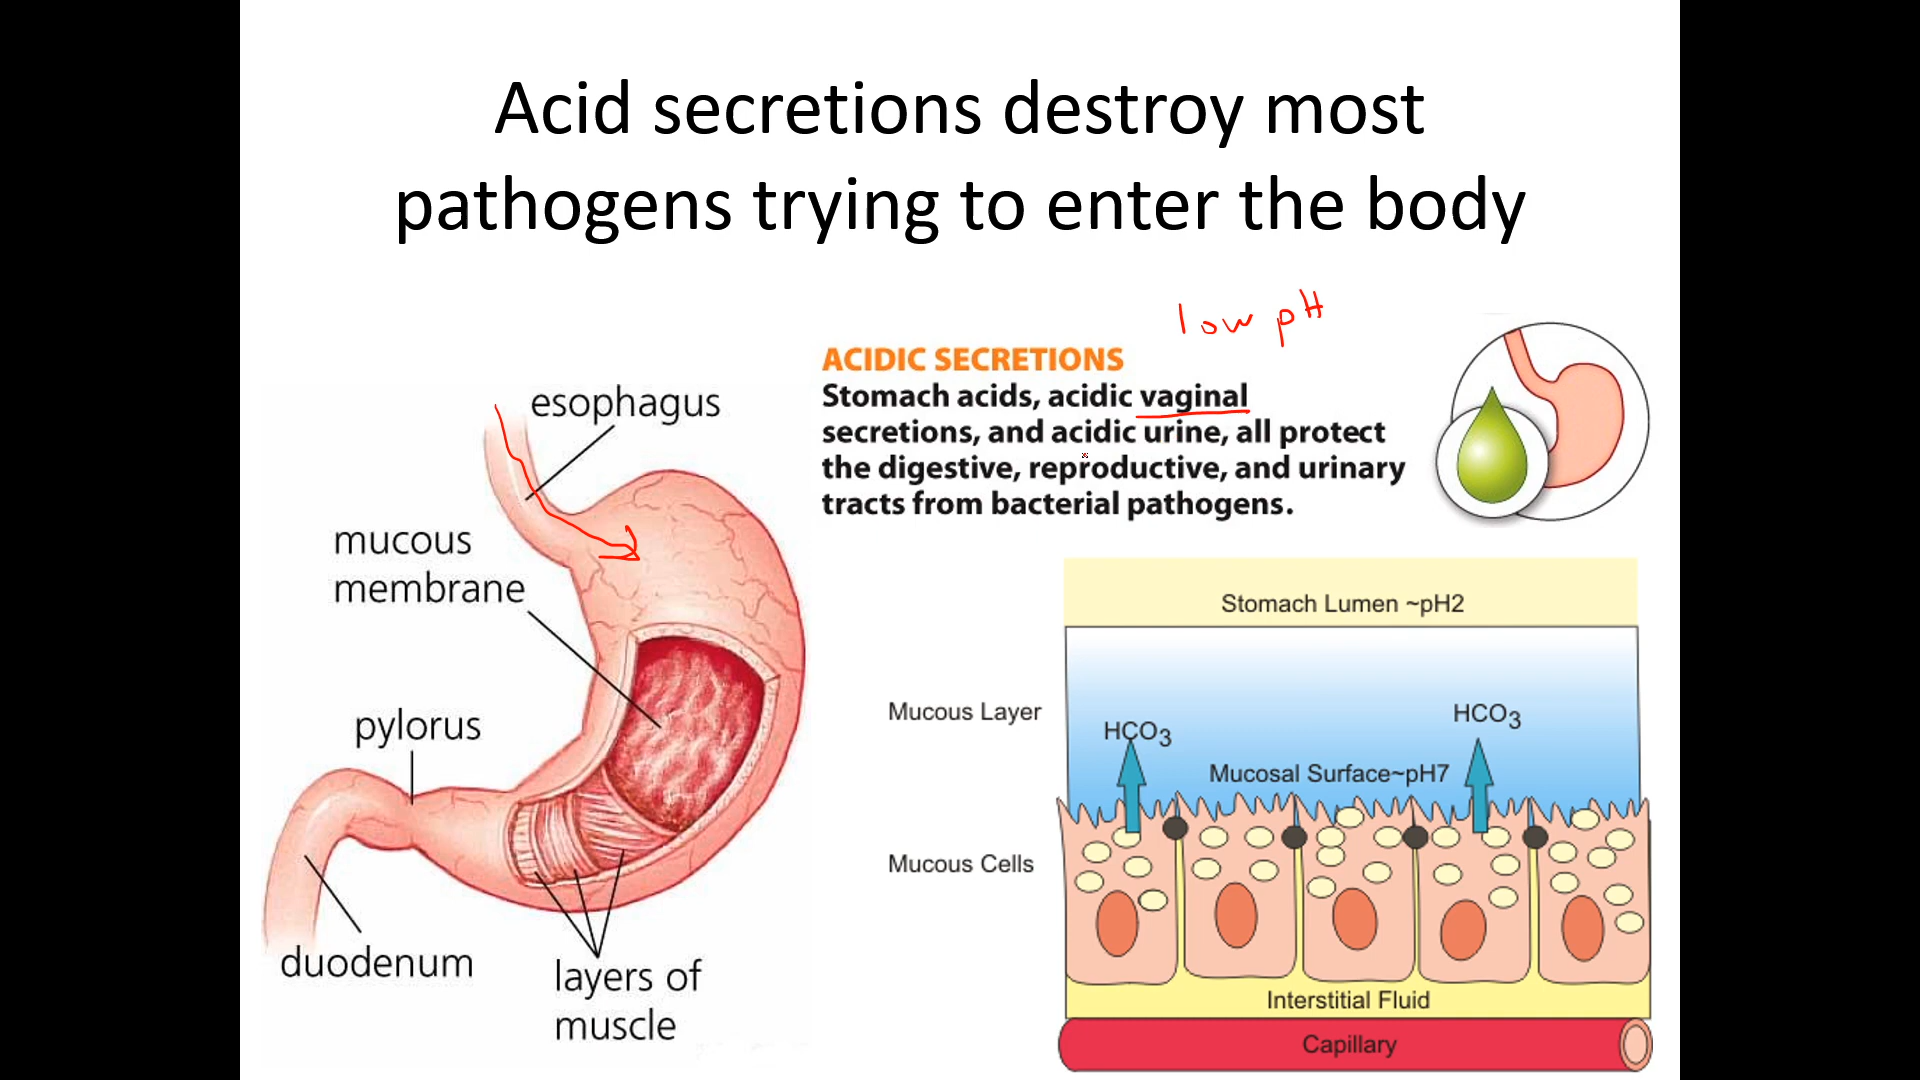 Acid secretions destroy most
pathogens trying to enter the body
low pH
ACIDIC SECRETIONS
Stomach acids, acidic vaginal
secretions, and acidic urine, all protect
the digestive, reproductive, and urinary
tracts from bacterial pathogens.
esophagus
mucous
membrane
pylorus
duodenum
layers of
muscle
Stomach Lumen ~pH2
Mucous Layer
HCO3
HCO3
Mucosal Surface~pH7
Mucous Cells
Interstitial Fluid
Capillary